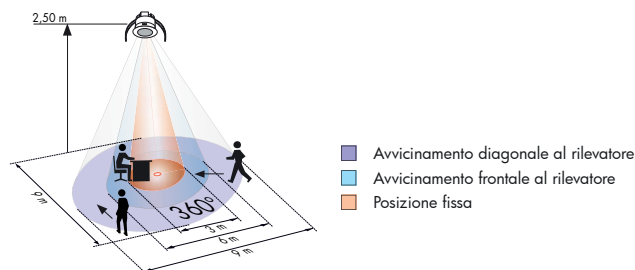 2,50 m
9 m
360°
3 m
6 m
9 m
Avvicinamento diagonale al rilevatore
Avvicinamento frontale al rilevatore
Posizione fissa